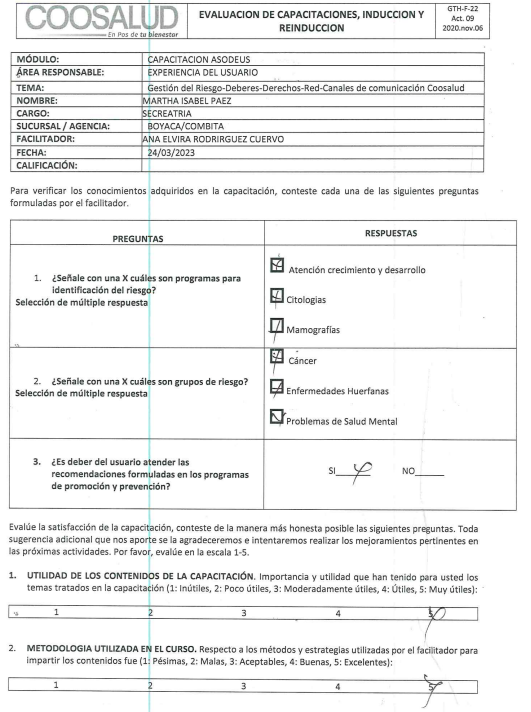 COOSALUD
En Pos de tu bienestar
EVALUACION DE CAPACITACIONES, INDUCCION Y
REINDUCCION
GTH-F-22
Act. 09
2020.nov.06
MÓDULO: CAPACITACION ASODEUS
ÁREA RESPONSABLE: EXPERIENCIA DEL USUARIO
TEMA: Gestión del Riesgo-Deberes-Derechos-Red-Canales de comunicación Coosalud
NOMBRE: MARTHA ISABEL PAEZ
CARGO: SECREATRIA
SUCURSAL / AGENCIA: BOYACA/COMBITA
FACILITADOR: ANA ELVIRA RODRIRGUEZ CUERVO
FECHA: 24/03/2023
CALIFICACIÓN:
Para verificar los conocimientos adquiridos en la capacitación, conteste cada una de las siguientes preguntas
formuladas por el facilitador.
PREGUNTAS
RESPUESTAS
1. ¿Señale con una X cuáles son programas para
identificación del riesgo?
Selección de múltiple respuesta
Atención crecimiento y desarrollo
Citologias
Mamografías
2. ¿Señale con una X cuáles son grupos de riesgo?
Selección de múltiple respuesta
Cáncer
Enfermedades Huerfanas
Problemas de Salud Mental
3. ¿Es deber del usuario atender las
recomendaciones formuladas en los programas
de promoción y prevención?
SI____ NO____
Evalúe la satisfacción de la capacitación, conteste de la manera más honesta posible las siguientes preguntas. Toda
sugerencia adicional que nos aporte se la agradeceremos e intentaremos realizar los mejoramientos pertinentes en
las próximas actividades. Por favor, evalúe en la escala 1-5.
1. UTILIDAD DE LOS CONTENIDOS DE LA CAPACITACIÓN. Importancia y utilidad que han tenido para usted los
temas tratados en la capacitación (1: Inútiles, 2: Poco útiles, 3: Moderadamente útiles, 4: Útiles, 5: Muy útiles):
1 2 3 4 5
2. METODOLOGIA UTILIZADA EN EL CURSO. Respecto a los métodos y estrategias utilizadas por el facilitador para
impartir los contenidos fue (1: Pésimas, 2: Malas, 3: Aceptables, 4: Buenas, 5: Excelentes):
1 2 3 4 5